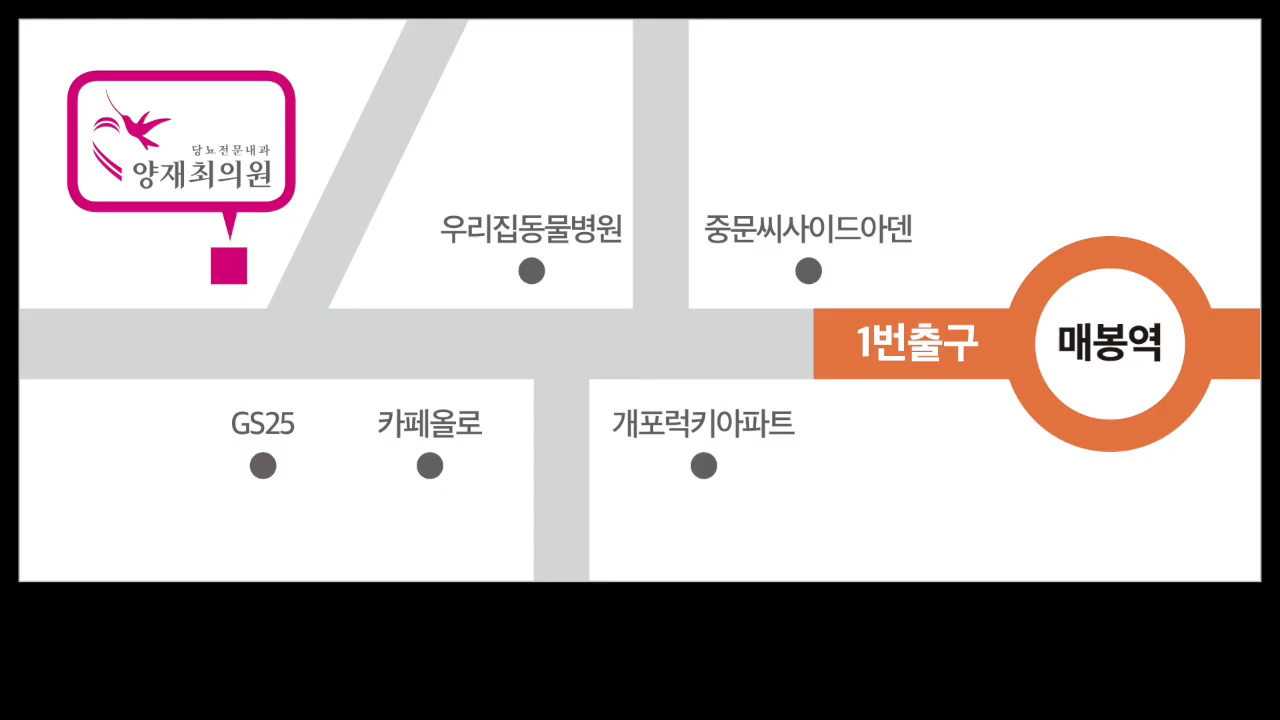 당뇨전문내과
양재최의원
우리집동물병원
중문씨사이드아덴
1번출구
매봉역
GS25
카페올로
개포럭키아파트